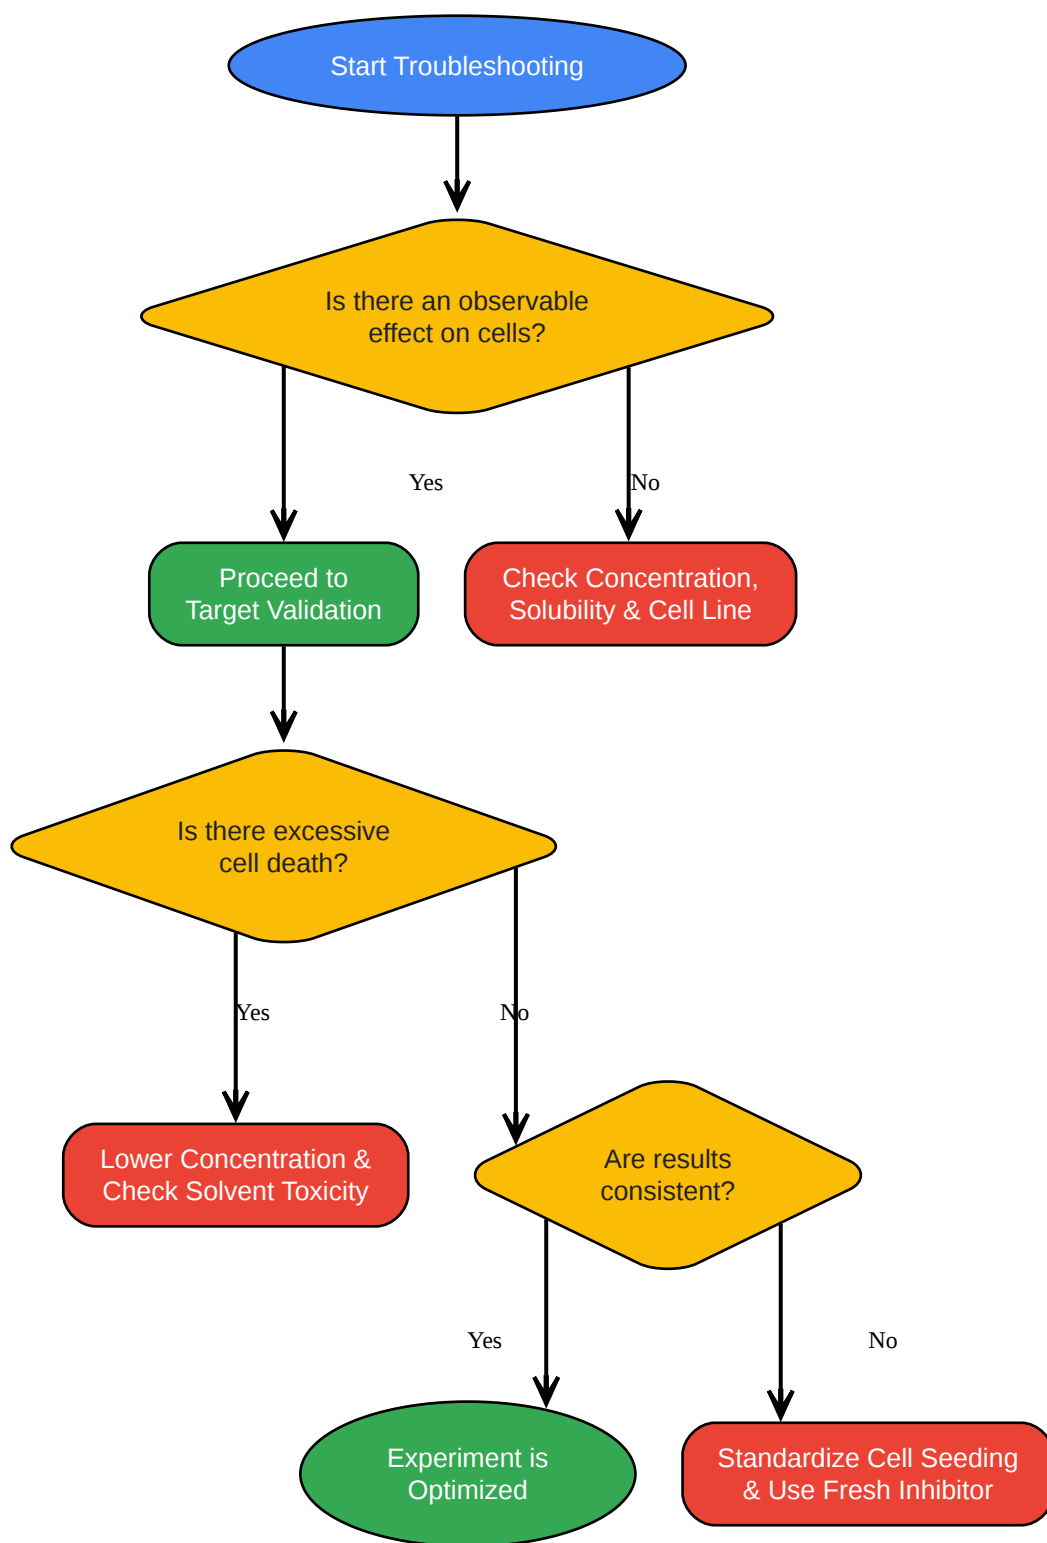 Start Troubleshooting
Is there an observable
effect on cells?
Yes
No
Proceed to
Target Validation
Check Concentration,
Solubility & Cell Line
Is there excessive
cell death?
Yes
No
Lower Concentration &
Check Solvent Toxicity
Are results
consistent?
Yes
No
Experiment is
Optimized
Standardize Cell Seeding
& Use Fresh Inhibitor